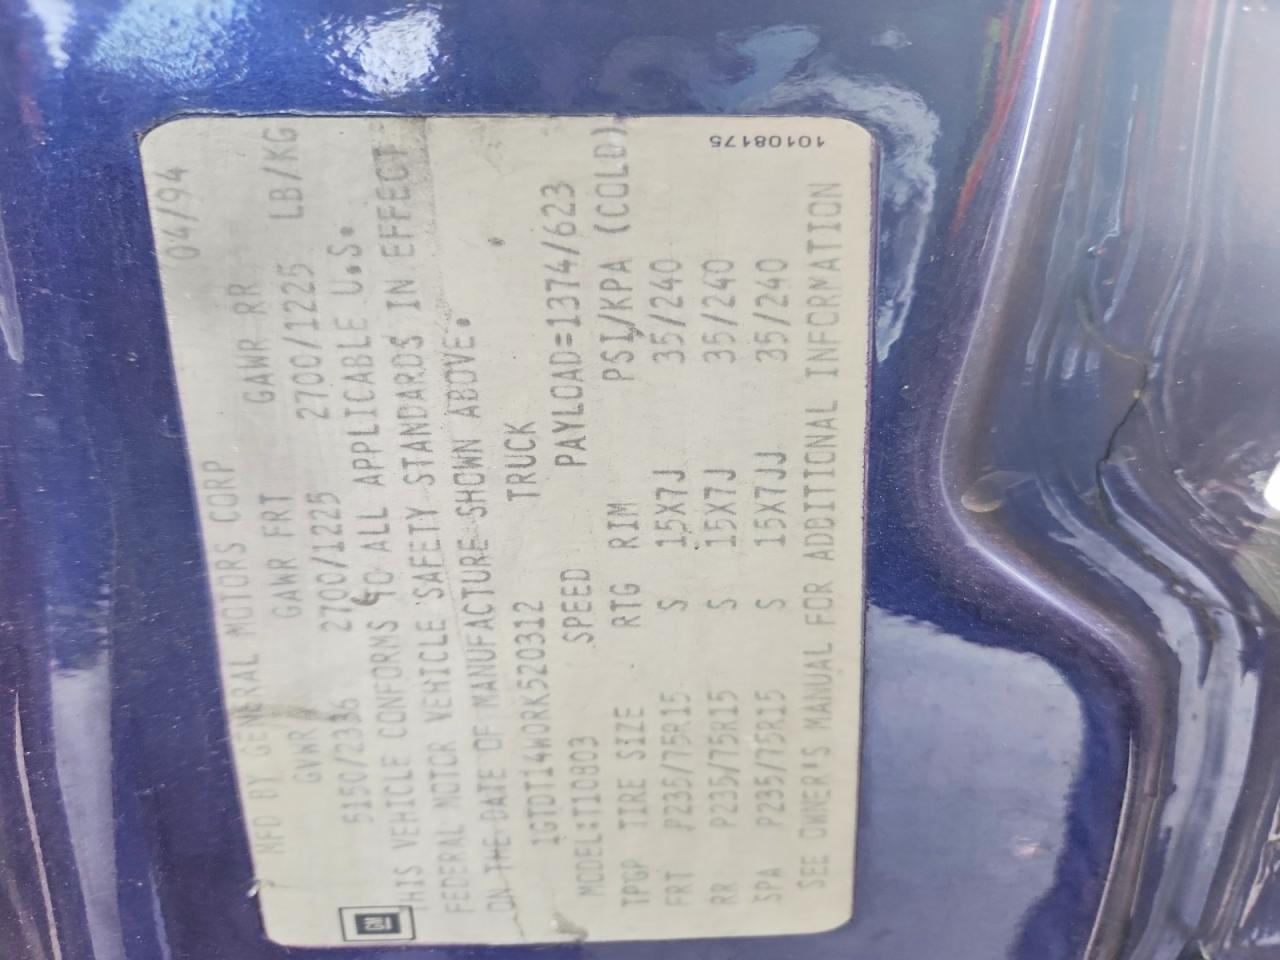 MFD BY GENERAL MOTORS CORP 04/94
GVWR GAWR FRT GAWR RR
5150/2336 2700/1225 2700/1225 LB/KG
THIS VEHICLE CONFORMS TO ALL APPLICABLE U.S.
FEDERAL MOTOR VEHICLE SAFETY STANDARDS IN EFFECT
ON THE DATE OF MANUFACTURE SHOWN ABOVE.
1GTDT14W0RK520312 TRUCK
MODEL:T10803 SPEED PAYLOAD=1374/623
TPGP TIRE SIZE RTG RIM PSI/KPA (COLD)
FRT P235/75R15 S 15X7J 35/240
RR P235/75R15 S 15X7J 35/240
SPA P235/75R15 S 15X7JJ 35/240
SEE OWNER'S MANUAL FOR ADDITIONAL INFORMATION
GM
10108175